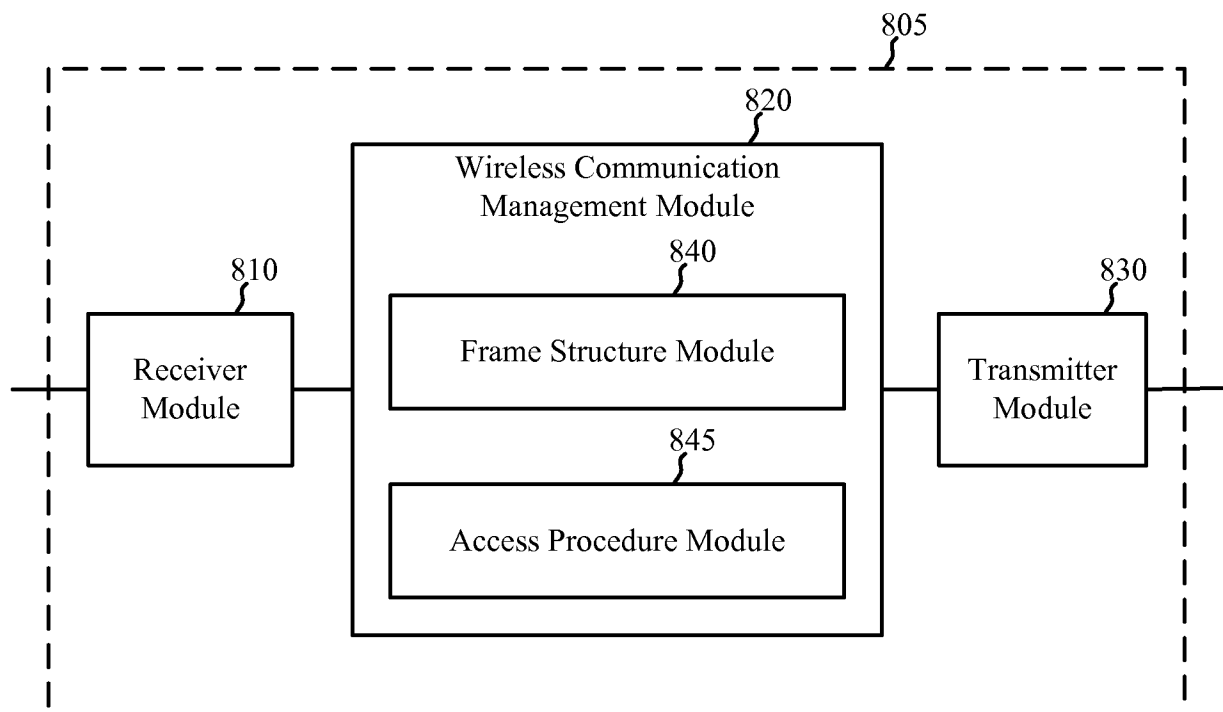 805
820
Wireless Communication
Management Module
840
810
830
Frame Structure Module
Receiver
Module
Transmitter
Module
845
Access Procedure Module